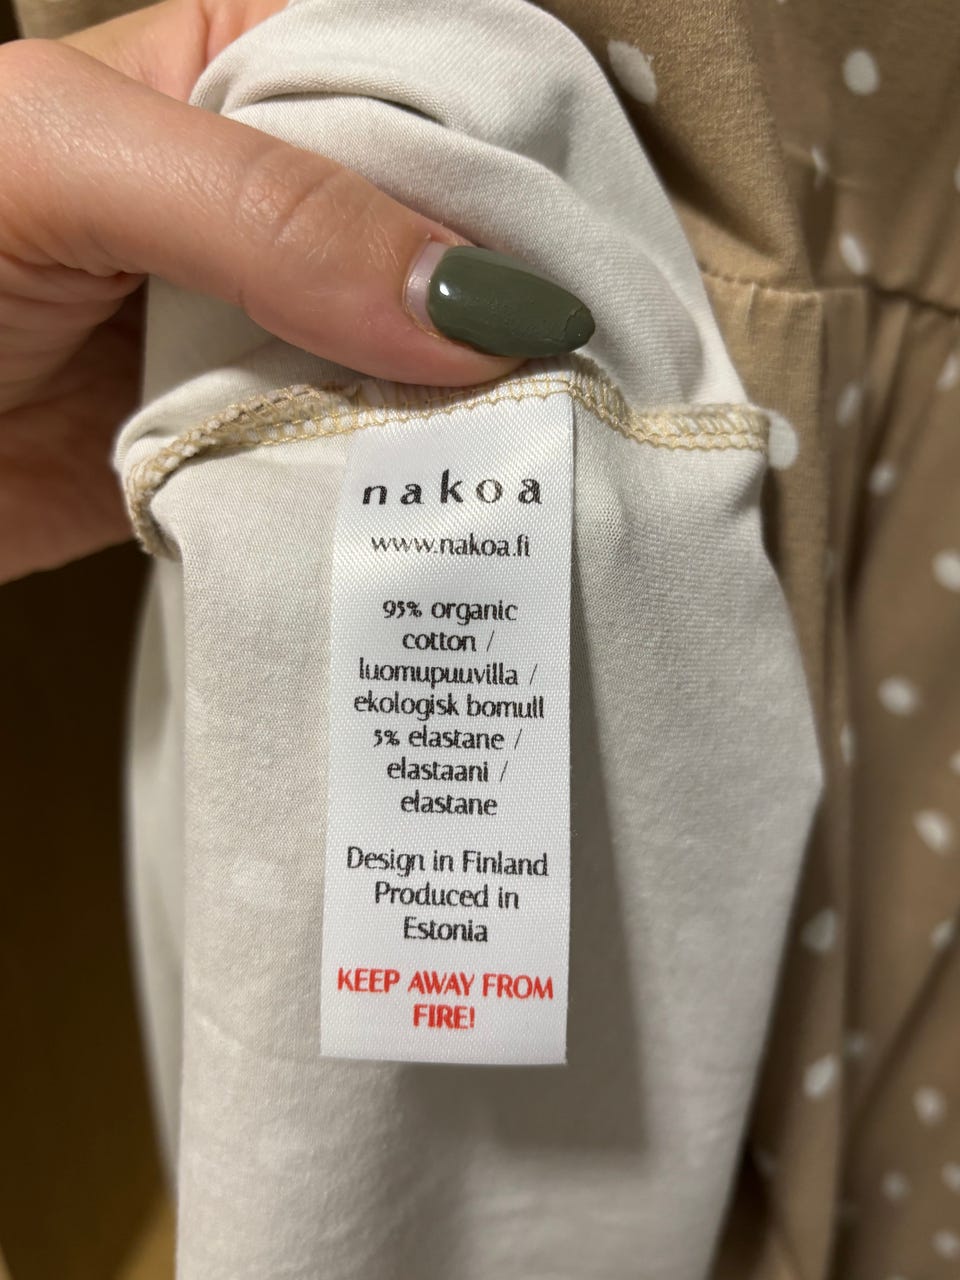 nakoa
www.nakoa.fi
95% organic
cotton /
luomupuuvilla /
ekologisk bomull
5% elastane /
elastaani /
elastane
Design in Finland
Produced in
Estonia
KEEP AWAY FROM
FIRE!